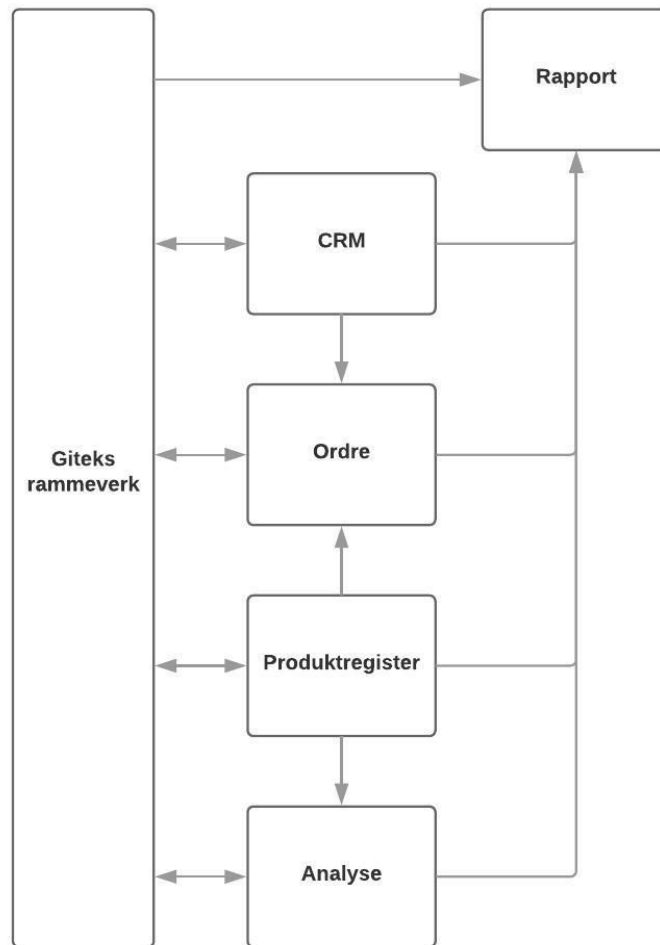 Rapport
CRM
Ordre
Giteks
rammeverk
Produktregister
Analyse